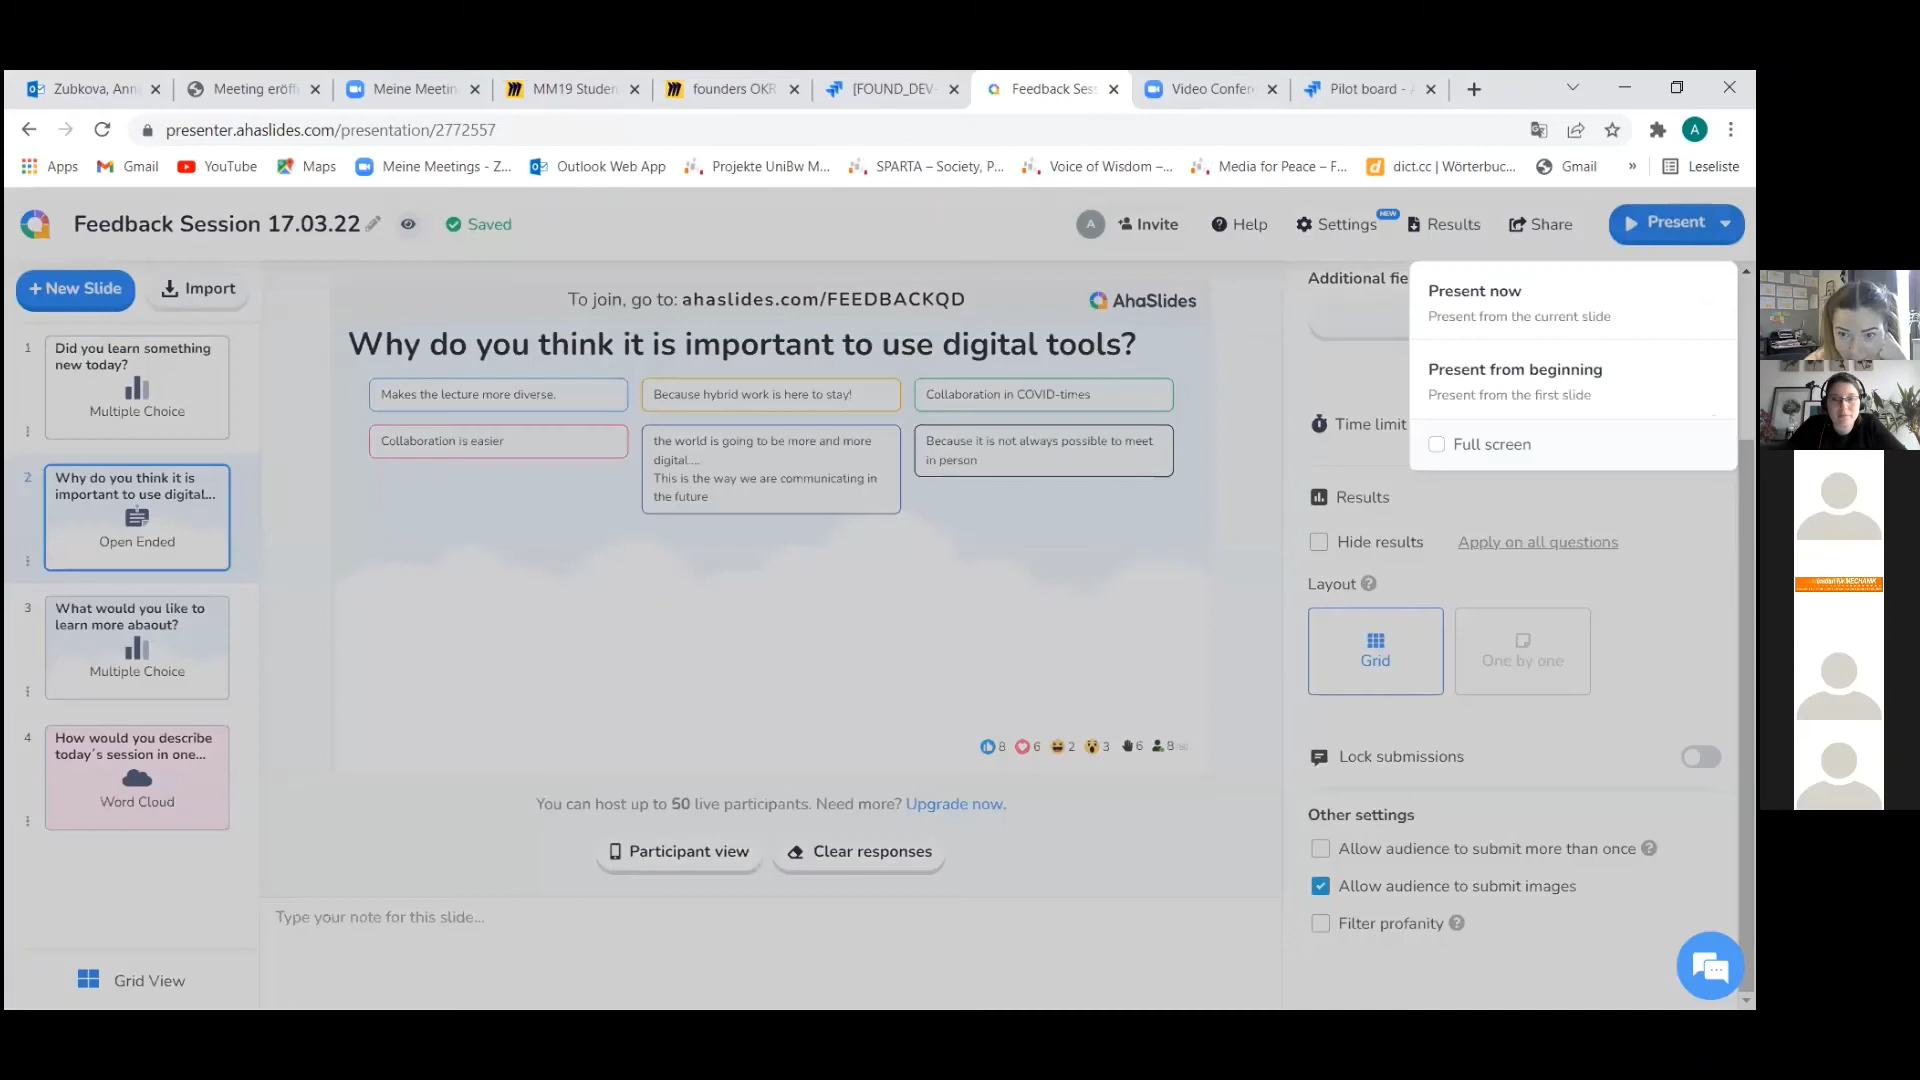 Zubkova, Ann
Meeting eröff
Meine Meetin
MM19 Studen
founders OKR
[FOUND_DEV-
Feedback Sess
Video Confer
Pilot board -
presenter.ahaslides.com/presentation/2772557
A
Apps
Gmail
YouTube
Maps
Meine Meetings - Z...
Outlook Web App
Projekte UniBw M...
SPARTA – Society, P...
Voice of Wisdom –...
Media for Peace – F...
dict.cc | Wörterbuc...
Gmail
»
Leseliste
Feedback Session 17.03.22
Saved
A
Invite
Help
Settings
NEW
Results
Share
Present
+ New Slide
Import
1
Did you learn something
new today?
Multiple Choice
2
Why do you think it is
important to use digital...
Open Ended
3
What would you like to
learn more abaout?
Multiple Choice
4
How would you describe
today´s session in one...
Word Cloud
Grid View
To join, go to: ahaslides.com/FEEDBACKQD
AhaSlides
Why do you think it is important to use digital tools?
Makes the lecture more diverse.
Because hybrid work is here to stay!
Collaboration in COVID-times
Collaboration is easier
the world is going to be more and more
digital....
This is the way we are communicating in
the future
Because it is not always possible to meet
in person
8
6
2
3
6
8
You can host up to 50 live participants. Need more? Upgrade now.
Participant view
Clear responses
Type your note for this slide...
Additional fie
Present now
Present from the current slide
Present from beginning
Present from the first slide
Full screen
Time limit
Results
Hide results
Apply on all questions
Layout
Grid
One by one
Lock submissions
Other settings
Allow audience to submit more than once
Allow audience to submit images
Filter profanity